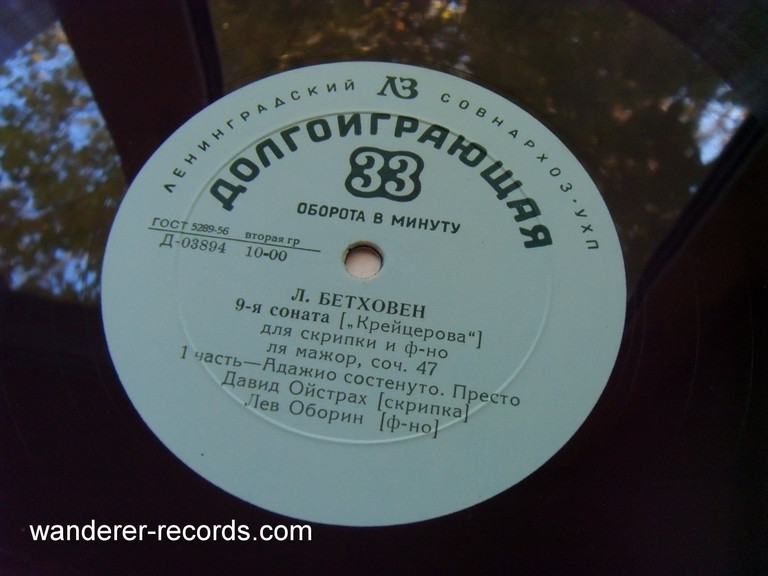 ЛЕНИНГРАДСКИЙ ЛЗ СОВНАРХОЗ·УХП
ДОЛГОИГРАЮЩАЯ
33
ОБОРОТА В МИНУТУ
ГОСТ 5289-56 вторая гр
Д-03894 10-00
Л. БЕТХОВЕН
9-я соната [„Крейцерова“]
для скрипки и ф-но
ля мажор, соч. 47
1 часть—Адажио состенуто. Престо
Давид Ойстрах [скрипка]
Лев Оборин [ф-но]
wanderer-records.com